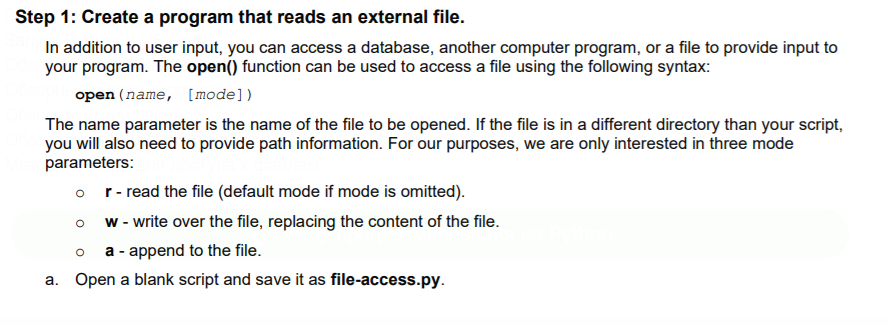 Step 1: Create a program that reads an external file.
In addition to user input, you can access a database, another computer program, or a file to provide input to
your program. The open() function can be used to access a file using the following syntax:
open(name, [mode])
The name parameter is the name of the file to be opened. If the file is in a different directory than your script,
you will also need to provide path information. For our purposes, we are only interested in three mode
parameters:
o r - read the file (default mode if mode is omitted).
o w - write over the file, replacing the content of the file.
o a - append to the file.
a. Open a blank script and save it as file-access.py.